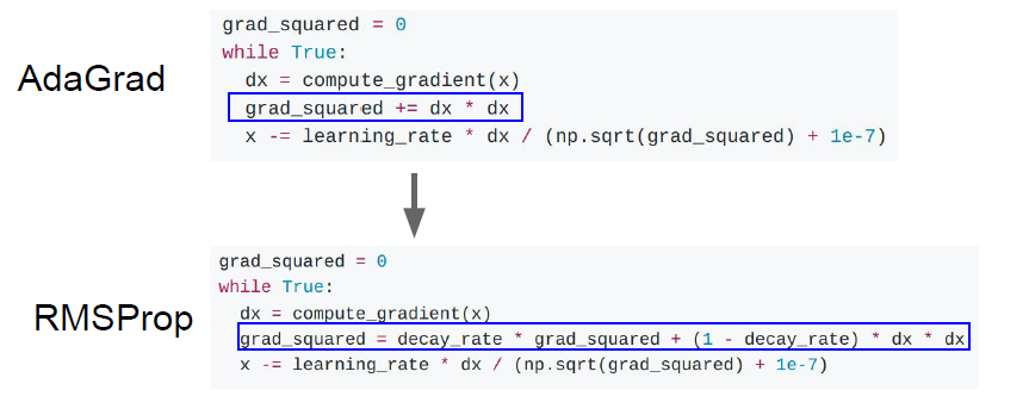 AdaGrad
grad_squared = 0
while True:
  dx = compute_gradient(x)
  grad_squared += dx * dx
  x -= learning_rate * dx / (np.sqrt(grad_squared) + 1e-7)
RMSProp
grad_squared = 0
while True:
  dx = compute_gradient(x)
  grad_squared = decay_rate * grad_squared + (1 - decay_rate) * dx * dx
  x -= learning_rate * dx / (np.sqrt(grad_squared) + 1e-7)